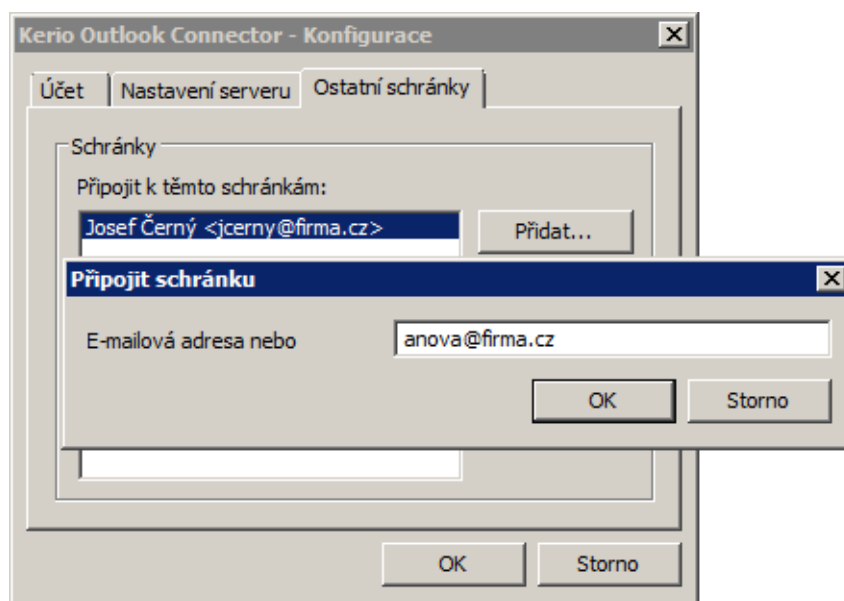 Kerio Outlook Connector - Konfigurace
Účet Nastavení serveru Ostatní schránky
Schránky
Připojit k těmto schránkám:
Josef Černý <jcerny@firma.cz> Přidat...
Připojit schránku
E-mailová adresa nebo anova@firma.cz
OK Storno
OK Storno